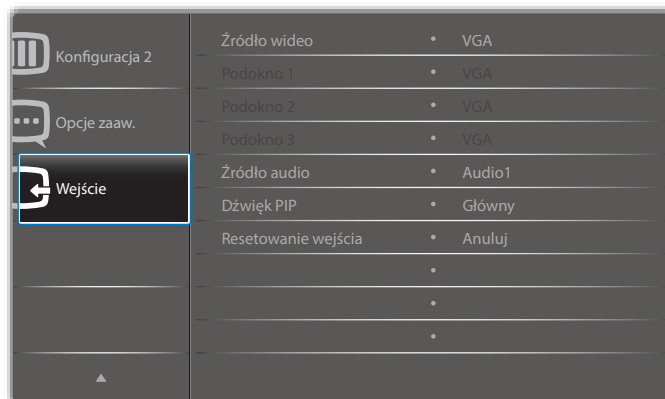 Konfiguracja 2
Opcje zaaw.
Wejście
Źródło wideo • VGA
Podokno 1 • VGA
Podokno 2 • VGA
Podokno 3 • VGA
Źródło audio • Audio1
Dźwięk PIP • Główny
Resetowanie wejścia • Anuluj
•
•
•